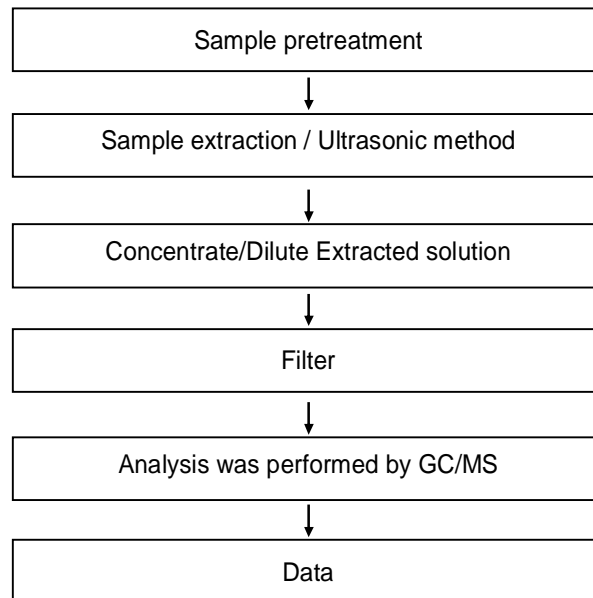 Sample pretreatment
Sample extraction / Ultrasonic method
Concentrate/Dilute Extracted solution
Filter
Analysis was performed by GC/MS
Data